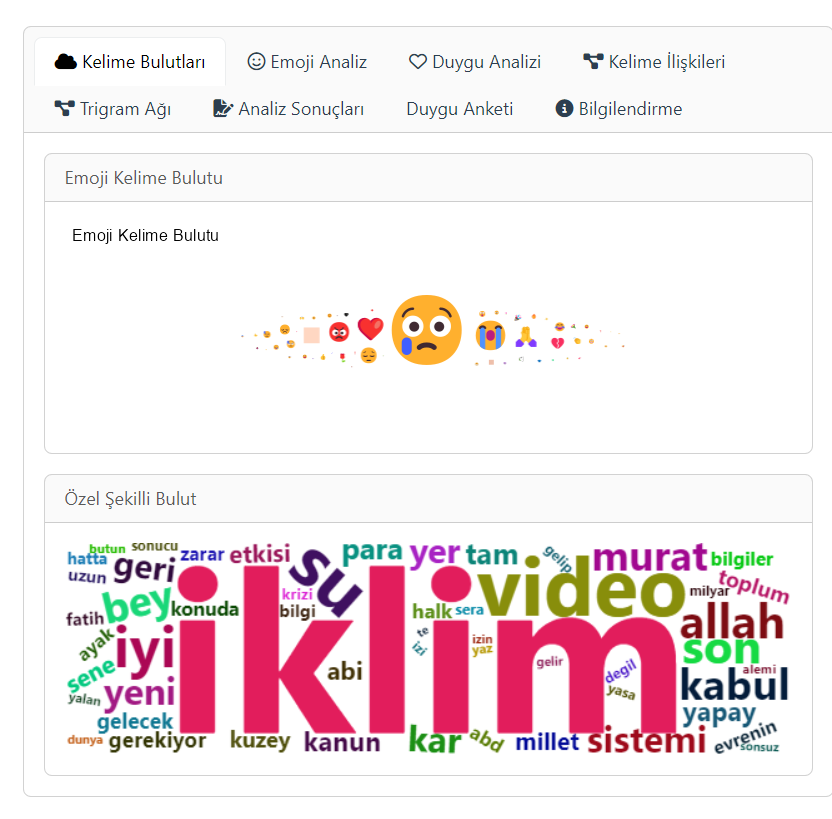 Kelime Bulutları Emoji Analiz Duygu Analizi Kelime İlişkileri
Trigram Ağı Analiz Sonuçları Duygu Anketi Bilgilendirme
Emoji Kelime Bulutu
Emoji Kelime Bulutu
Özel Şekilli Bulut
butun sonucu
hatta zarar etkisi para yer tam gelip murat bilgiler
uzun geri su video milyar toplum
krizi
fatih bey konuda bilgi halk sera allah
ayak iyi iklim te izi izin yaz son
sene abi gelir degil yasa alemi
yalan yeni kabul
gelecek yapay
dunya gerekiyor kuzey kanun kar abd millet sistemi evrenin
sonsuz